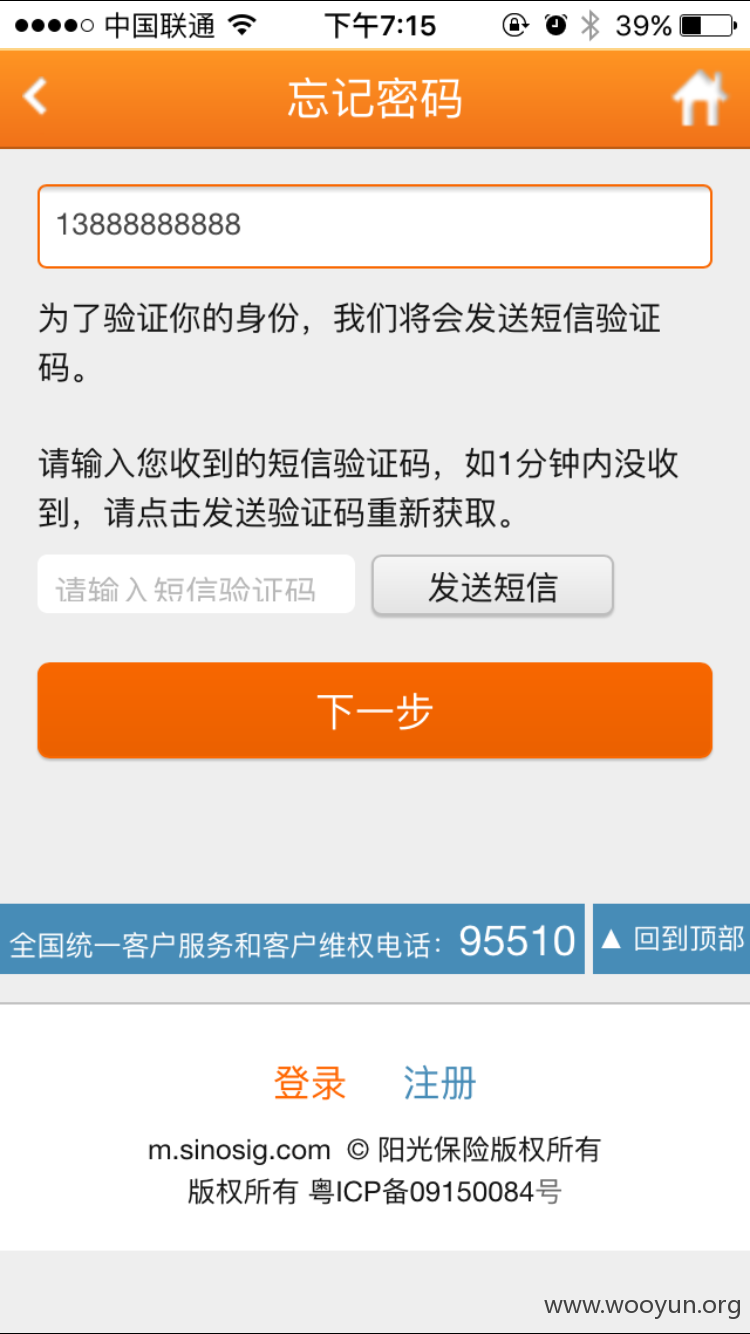 中国联通 下午7:15 39%
忘记密码
13888888888
为了验证你的身份，我们将会发送短信验证
码。
请输入您收到的短信验证码，如1分钟内没收
到，请点击发送验证码重新获取。
请输入短信验证码 发送短信
下一步
全国统一客户服务和客户维权电话：95510 ▲ 回到顶部
登录 注册
m.sinosig.com © 阳光保险版权所有
版权所有 粤ICP备09150084号
www.wooyun.org